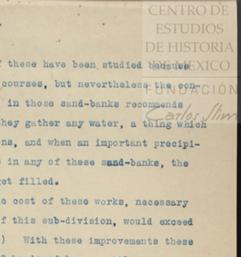 CENTRO DE
ESTUDIOS
DE HISTORIA
DE MEXICO
FUNDACIÓN
Carlos Slim
f these have been studied because
courses, but nevertheless the con-
in those sand-banks recommends
they gather any water, a thing which
ns, and when an important precipi-
e in any of these sand-banks, the
get filled.
e cost of these works, necessary
f this sub-division, would exceed
) With these improvements these